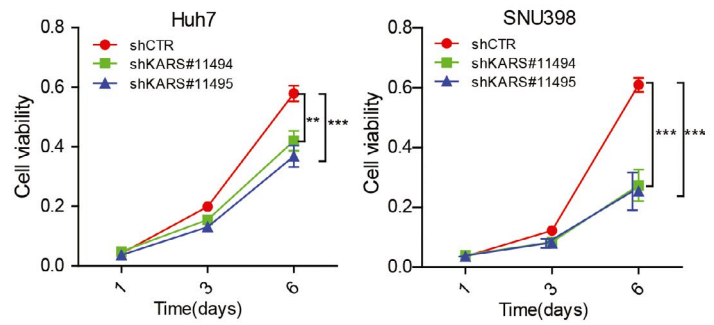 Huh7
0.8
0.6
0.4
0.2
0.0
Cell viability
shCTR
shKARS#11494
shKARS#11495
**
***
1
3
6
Time(days)
SNU398
0.8
0.6
0.4
0.2
0.0
Cell viability
shCTR
shKARS#11494
shKARS#11495
***
***
1
3
6
Time(days)